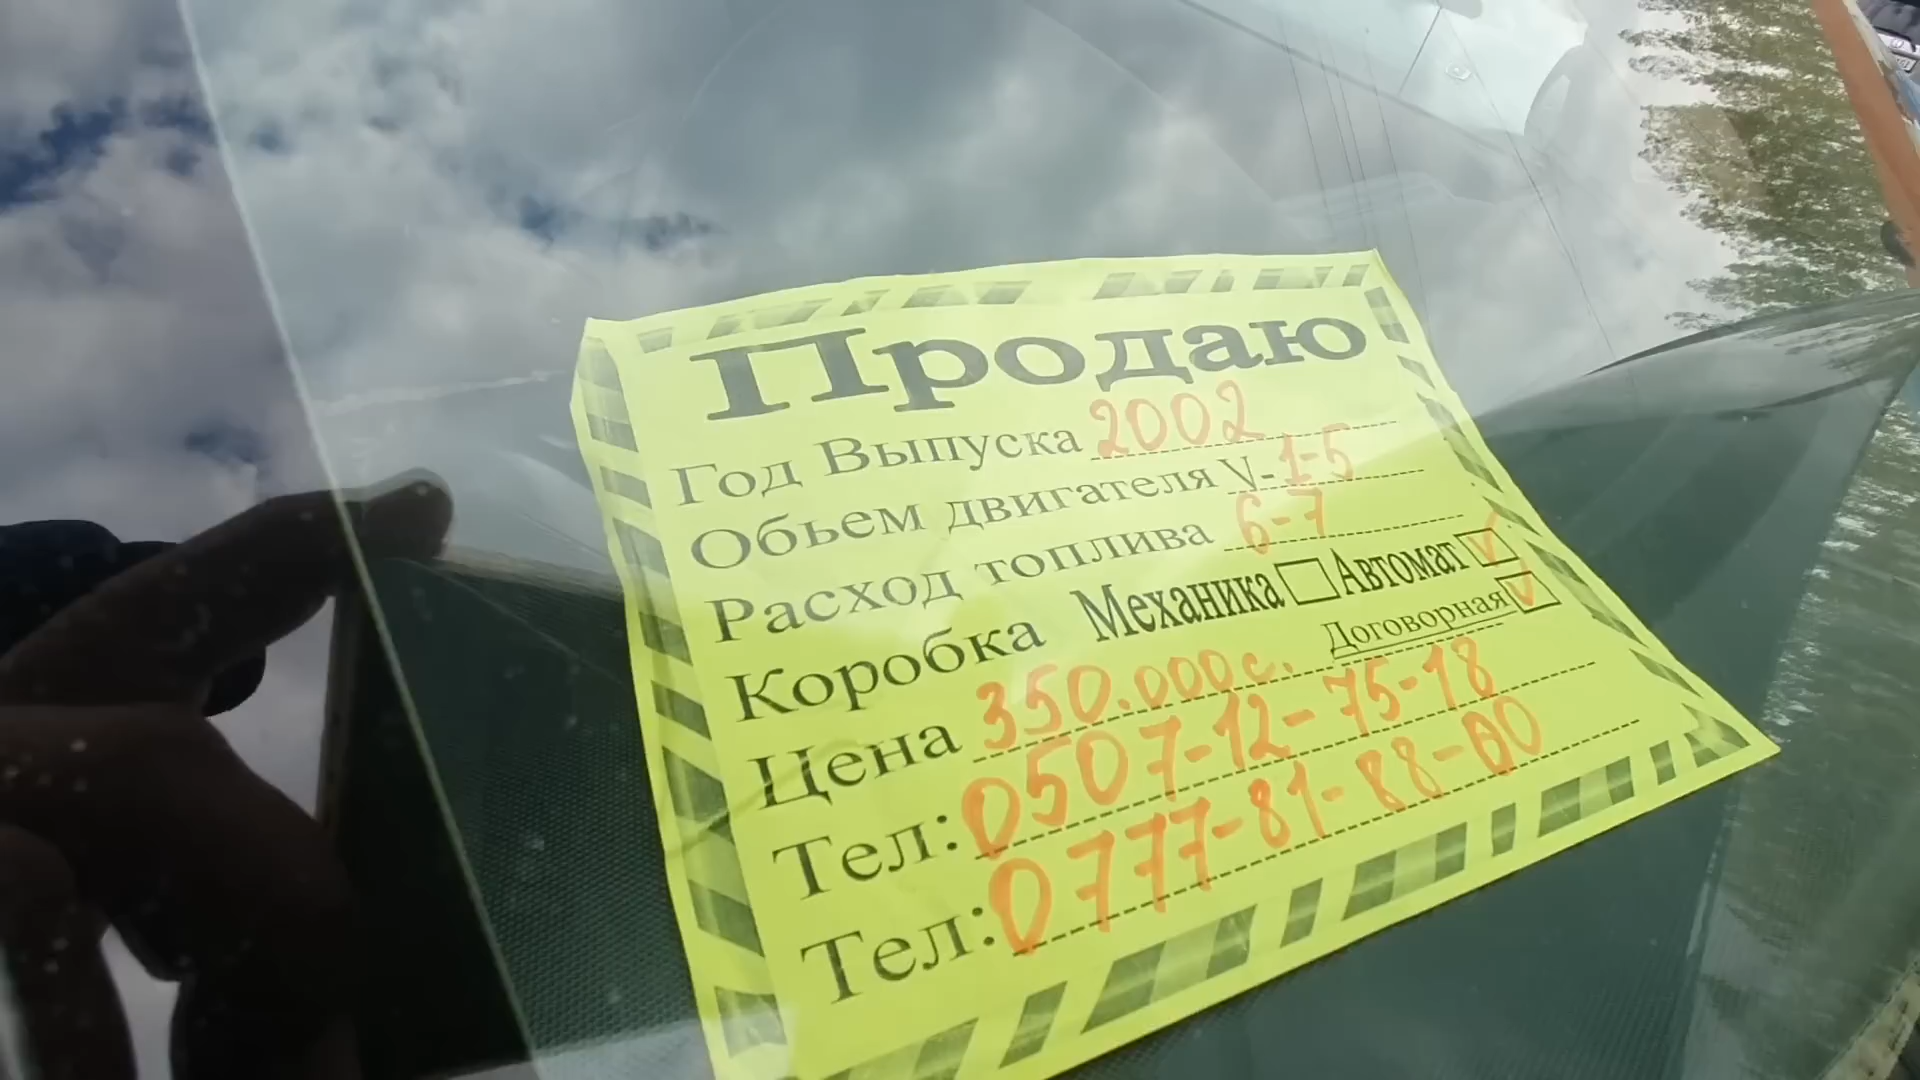 Продаю
Год Выпуска 2002
Обьем двигателя V-1-5
Расход топлива 6-7
Коробка Механика Автомат
Договорная
Цена 350.000с.
Тел: 0507-12-75-18
Тел: 0777-81-88-00